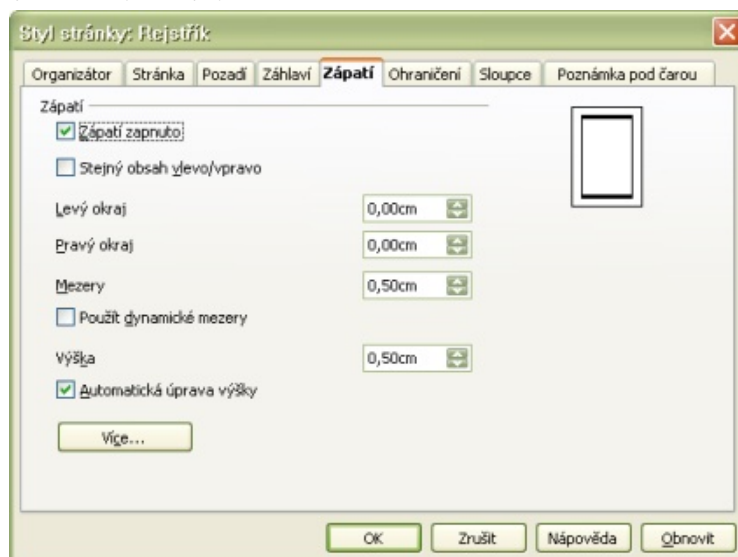 Styl stránky: Rejstřík
Organizátor Stránka Pozadí Záhlaví Zápatí Ohraničení Sloupce Poznámka pod čarou
Zápatí
Zápatí zapnuto
Stejný obsah vlevo/vpravo
Levý okraj 0,00cm
Pravý okraj 0,00cm
Mezery 0,50cm
Použít dynamické mezery
Výška 0,50cm
Automatická úprava výšky
Více...
OK Zrušit Nápověda Obnovit